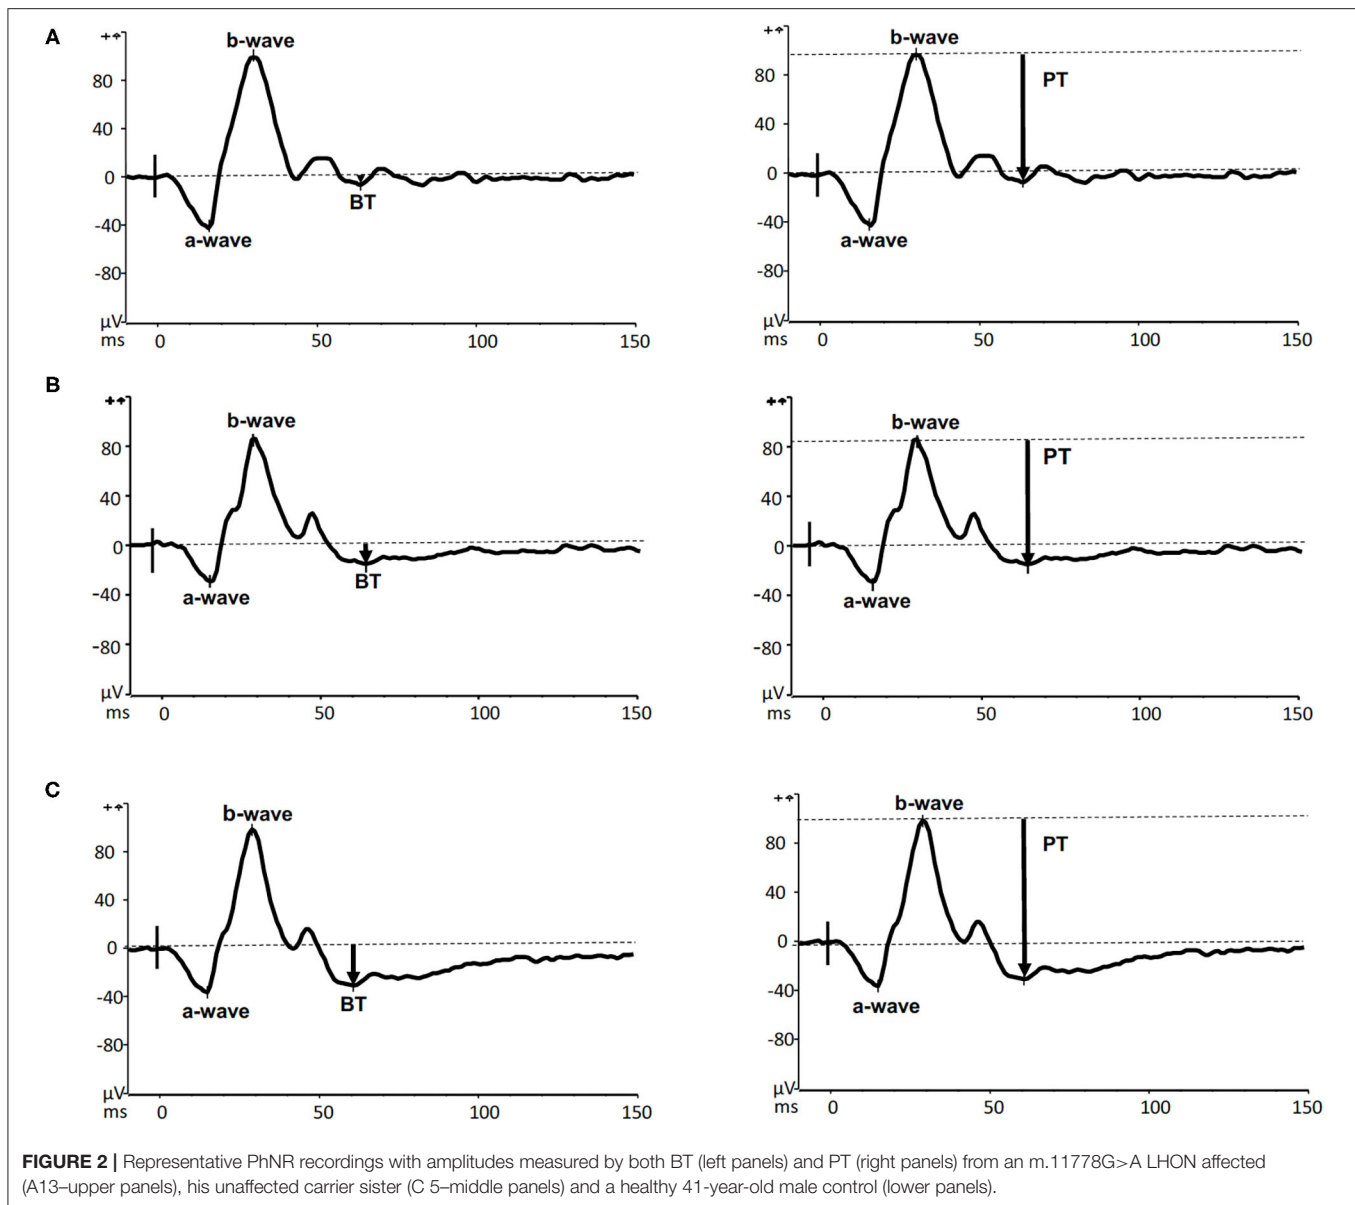 A
++
b-wave
80
40
0
-40
-80
BT
a-wave
µV
ms 0 50 100 150
++
b-wave
PT
80
40
0
-40
-80
a-wave
µV
ms 0 50 100 150
B
++
b-wave
80
40
0
-40
-80
BT
a-wave
µV
ms 0 50 100 150
++
b-wave
PT
80
40
0
-40
-80
a-wave
µV
ms 0 50 100 150
C
++
b-wave
80
40
0
-40
-80
a-wave
BT
µV
ms 0 50 100 150
++
b-wave
PT
80
40
0
-40
-80
a-wave
µV
ms 0 50 100 150
FIGURE 2 | Representative PhNR recordings with amplitudes measured by both BT (left panels) and PT (right panels) from an m.11778G>A LHON affected
(A13–upper panels), his unaffected carrier sister (C 5–middle panels) and a healthy 41-year-old male control (lower panels).